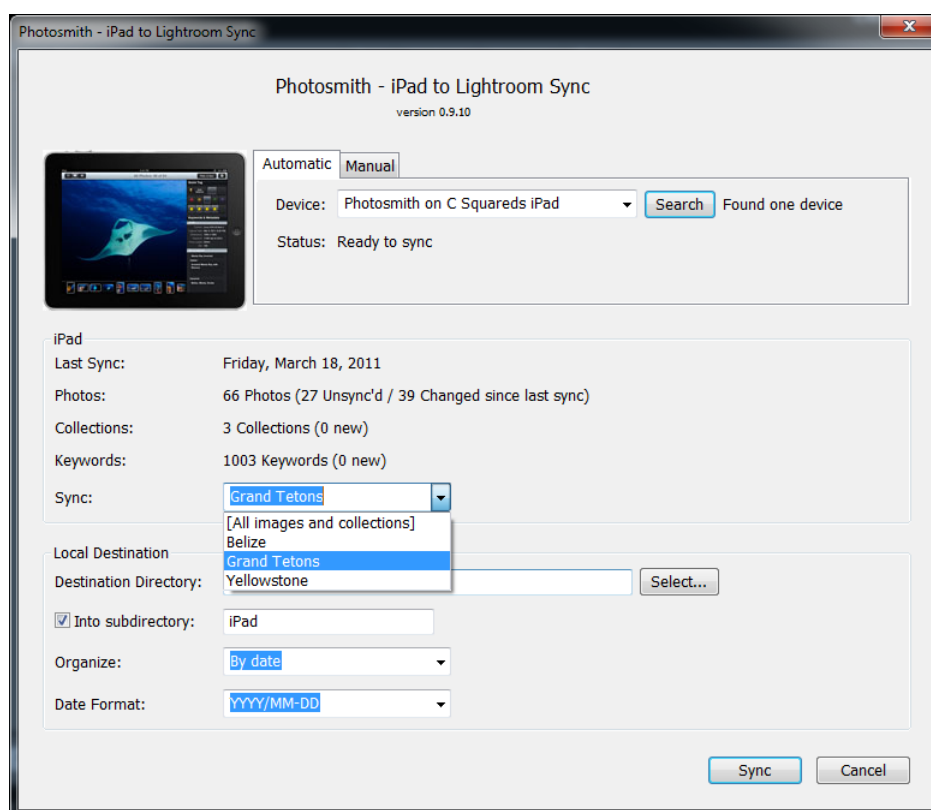 Photosmith - iPad to Lightroom Sync
Photosmith - iPad to Lightroom Sync
version 0.9.10
Automatic Manual
Device: Photosmith on C Squareds iPad Search Found one device
Status: Ready to sync
iPad
Last Sync: Friday, March 18, 2011
Photos: 66 Photos (27 Unsync'd / 39 Changed since last sync)
Collections: 3 Collections (0 new)
Keywords: 1003 Keywords (0 new)
Sync: Grand Tetons
[All images and collections]
Belize
Grand Tetons
Yellowstone
Local Destination
Destination Directory: Select...
Into subdirectory: iPad
Organize: By date
Date Format: YYYY/MM-DD
Sync Cancel